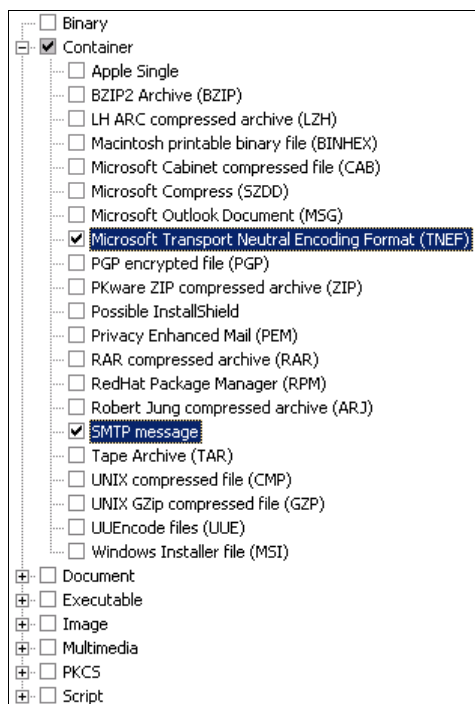 Binary
Container
Apple Single
BZIP2 Archive (BZIP)
LH ARC compressed archive (LZH)
Macintosh printable binary file (BINHEX)
Microsoft Cabinet compressed file (CAB)
Microsoft Compress (SZDD)
Microsoft Outlook Document (MSG)
Microsoft Transport Neutral Encoding Format (TNEF)
PGP encrypted file (PGP)
PKware ZIP compressed archive (ZIP)
Possible InstallShield
Privacy Enhanced Mail (PEM)
RAR compressed archive (RAR)
RedHat Package Manager (RPM)
Robert Jung compressed archive (ARJ)
SMTP message
Tape Archive (TAR)
UNIX compressed file (CMP)
UNIX GZip compressed file (GZP)
UUEncode files (UUE)
Windows Installer file (MSI)
Document
Executable
Image
Multimedia
PKCS
Script